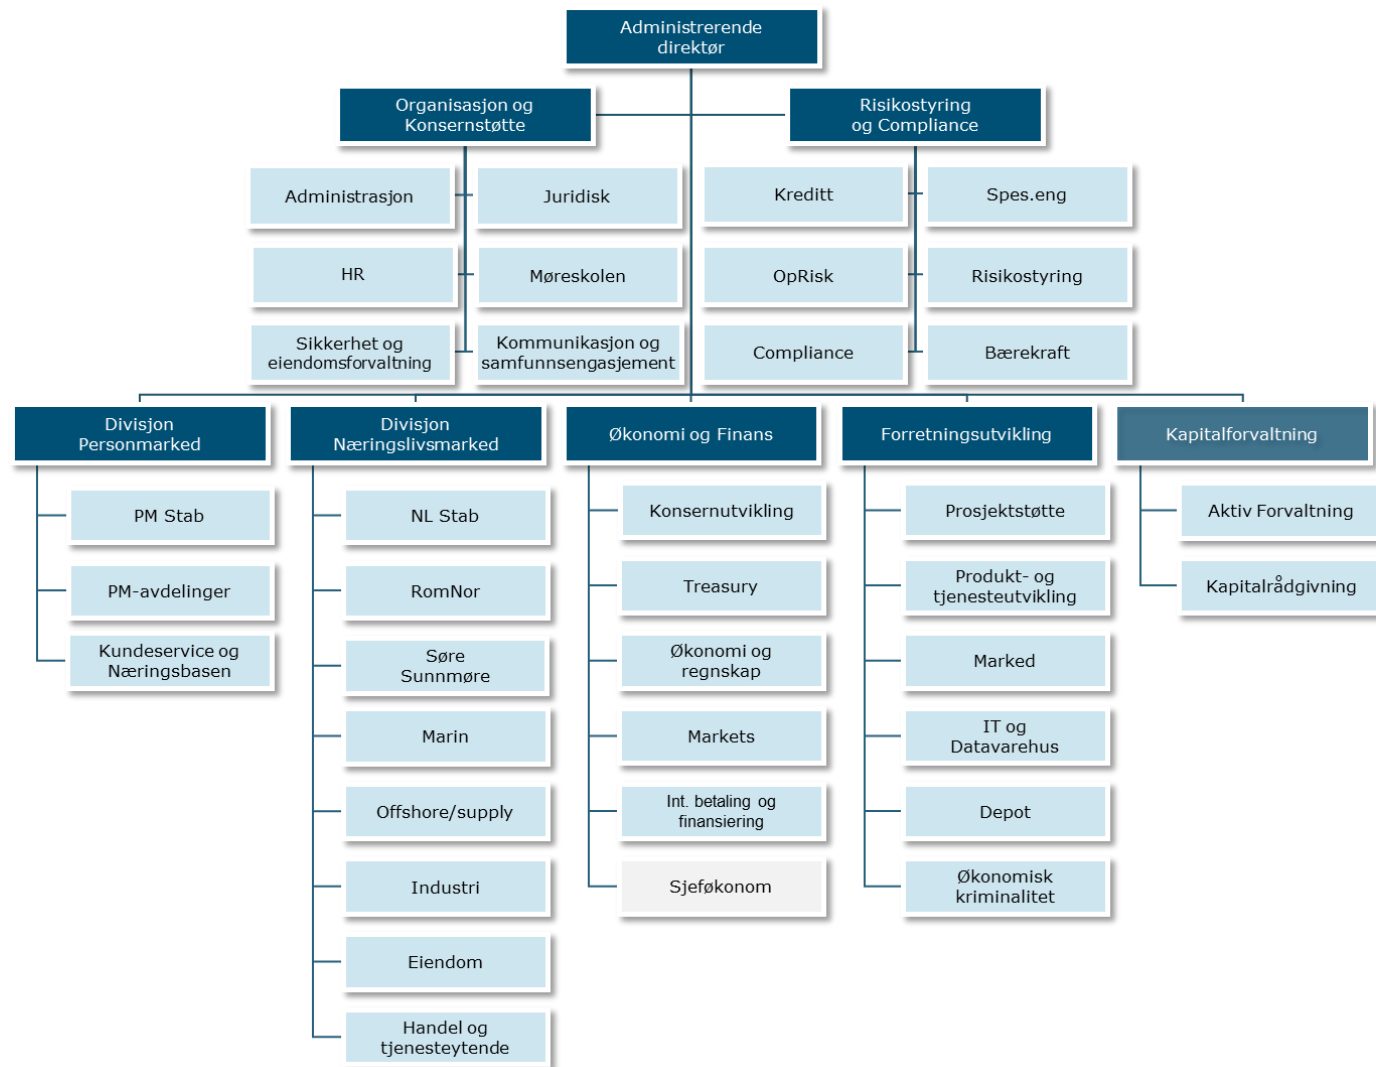 Administrerende
direktør
Organisasjon og
Konsernstøtte
Risikostyring
og Compliance
Administrasjon
Juridisk
Kreditt
Spes.eng
HR
Møreskolen
OpRisk
Risikostyring
Sikkerhet og
eiendomsforvaltning
Kommunikasjon og
samfunnsengasjement
Compliance
Bærekraft
Divisjon
Personmarked
PM Stab
PM-avdelinger
Kundeservice og
Næringsbasen
Divisjon
Næringslivsmarked
NL Stab
RomNor
Søre
Sunnmøre
Marin
Offshore/supply
Industri
Eiendom
Handel og
tjenesteytende
Økonomi og Finans
Konsernutvikling
Treasury
Økonomi og
regnskap
Markets
Int. betaling og
finansiering
Sjeføkonom
Forretningsutvikling
Prosjektstøtte
Produkt- og
tjenesteutvikling
Marked
IT og
Datavarehus
Depot
Økonomisk
kriminalitet
Kapitalforvaltning
Aktiv Forvaltning
Kapitalrådgivning